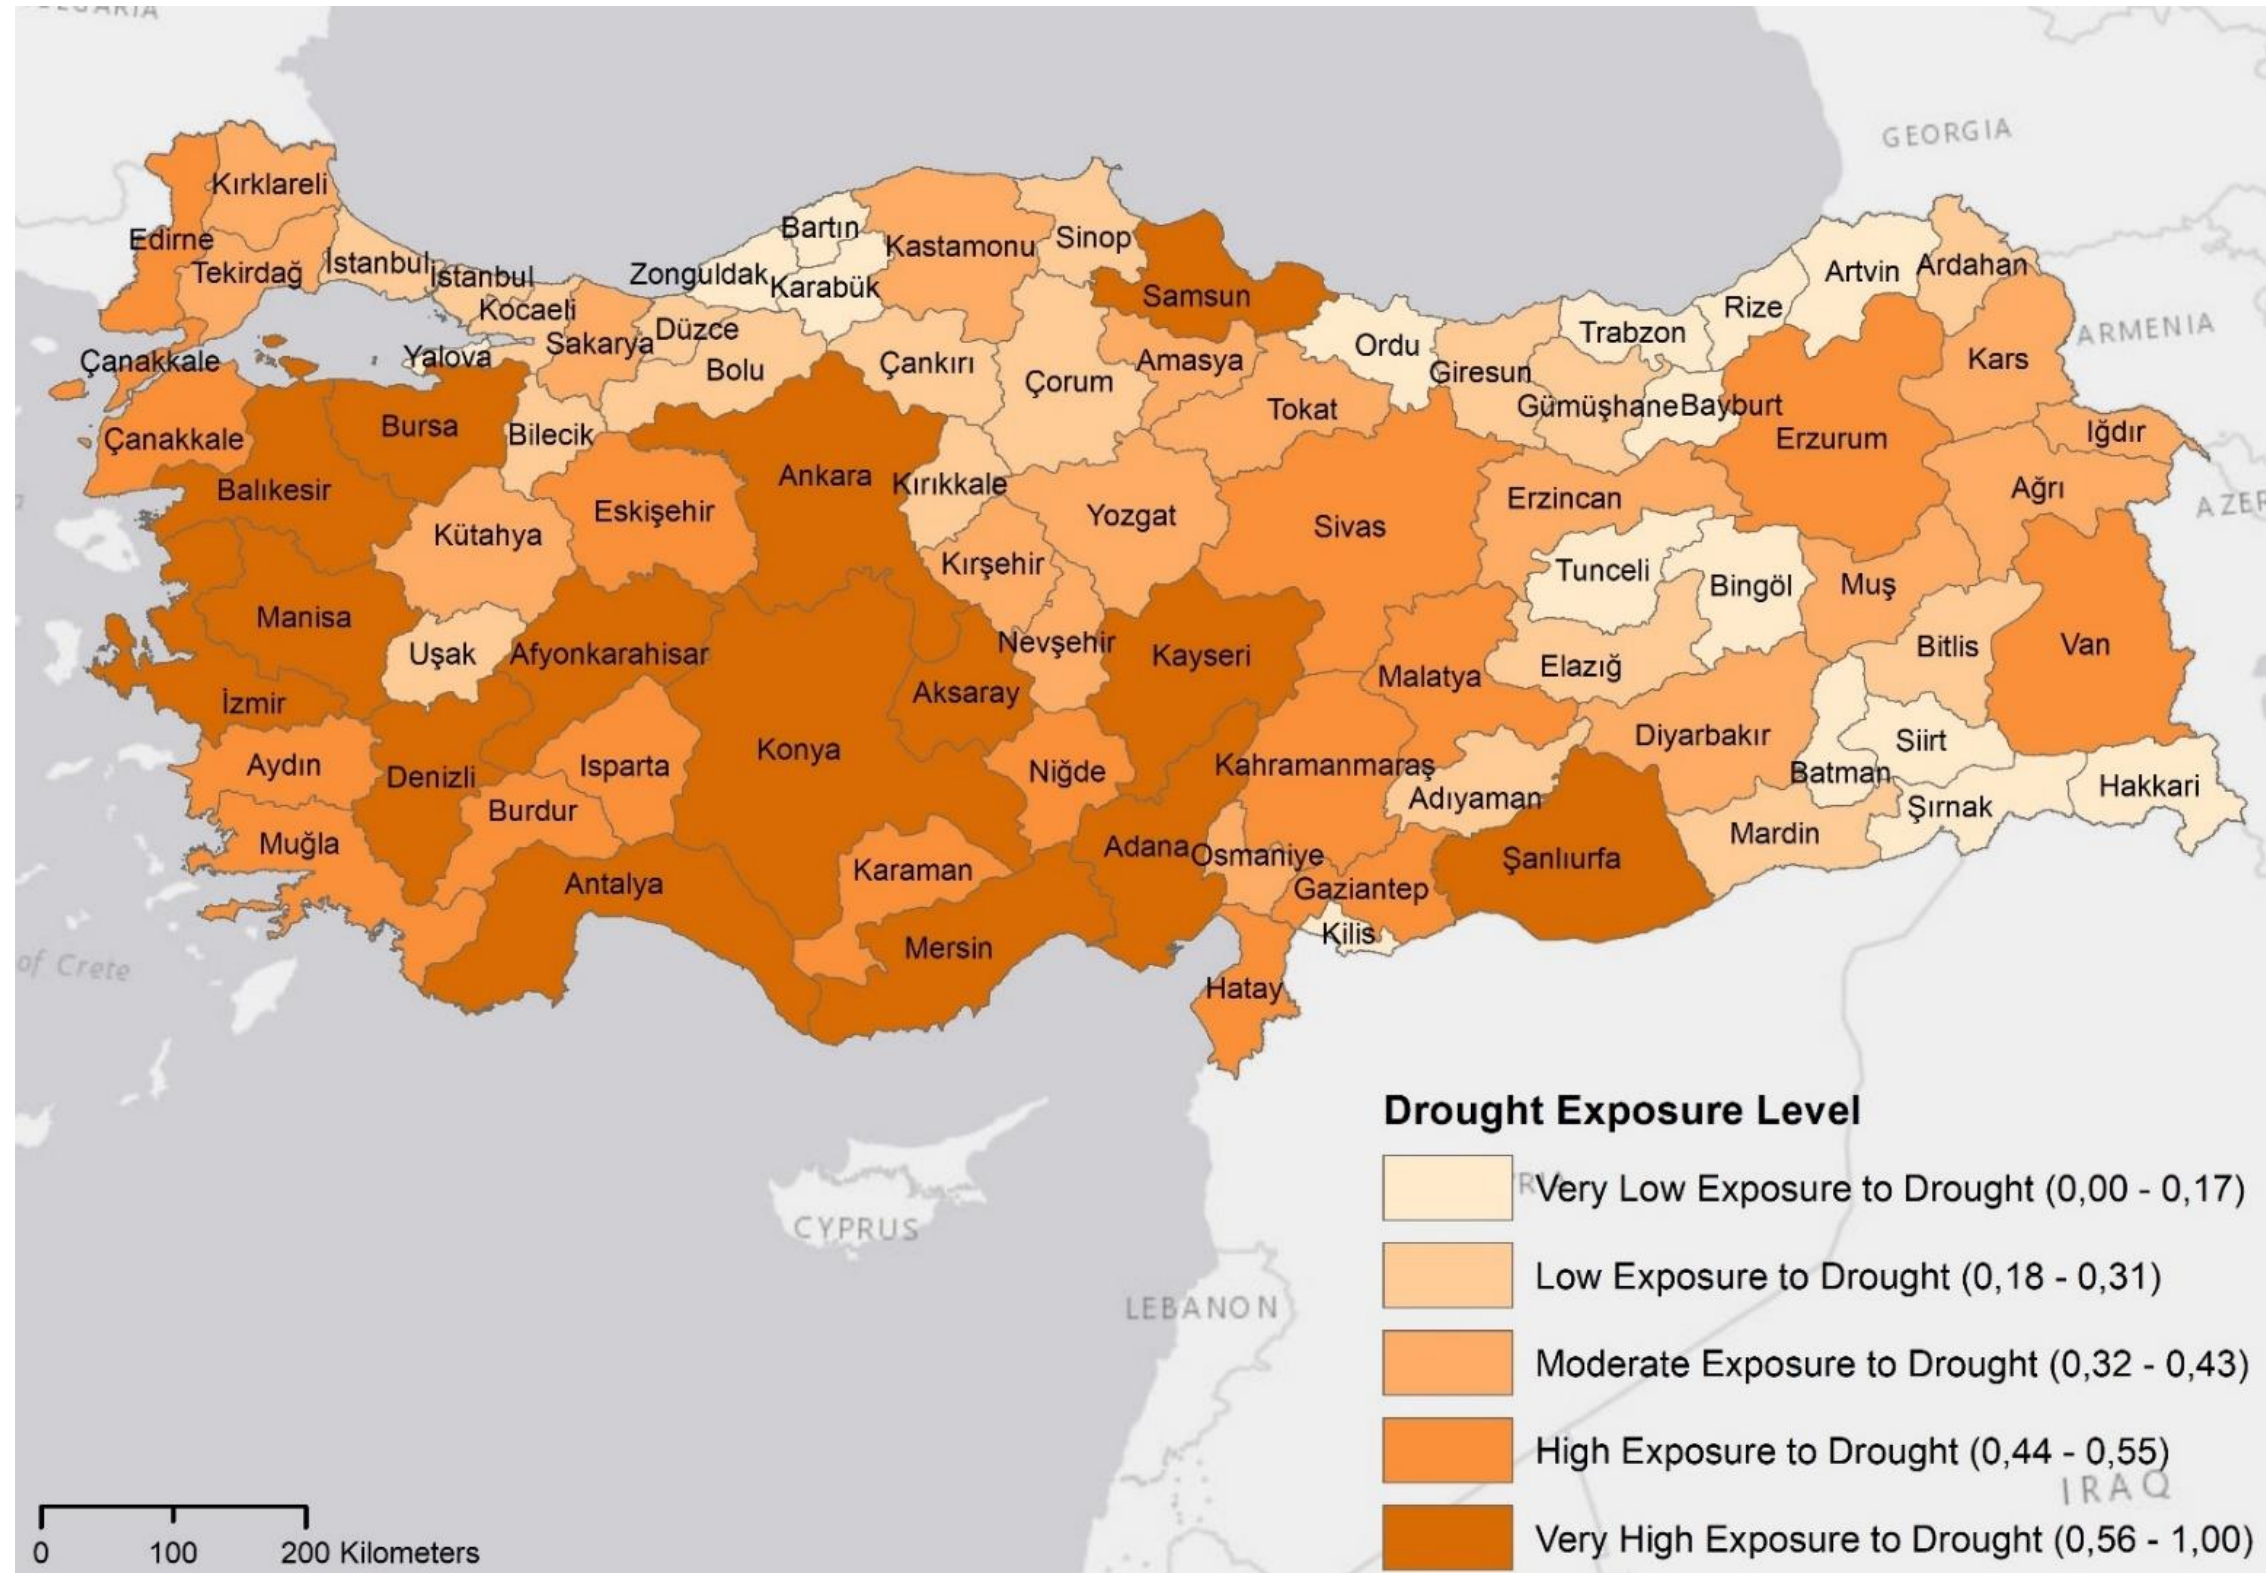 GEORGIA
Kırklareli
Bartın
Edirne
Kastamonu
Sinop
İstanbul
İstanbul
Tekirdağ
Zonguldak
Karabük
Artvin
Ardahan
Samsun
Kocaeli
Rize
ARMENIA
Düzce
Sakarya
Trabzon
Ordu
Çanakkale
Yalova
Bolu
Çankırı
Amasya
Kars
Giresun
Çorum
Tokat
Gümüşhane
Bayburt
Bursa
Bilecik
Çanakkale
Erzurum
Iğdır
Ankara
Kırıkkale
Balıkesir
Ağrı
Erzincan
Eskişehir
Yozgat
Sivas
Kütahya
Kırşehir
Tunceli
Bingöl
Muş
Manisa
Nevşehir
Uşak
Afyonkarahisar
Kayseri
Bitlis
Van
Elazığ
Malatya
Aksaray
İzmir
Diyarbakır
Siirt
Konya
Aydın
Isparta
Denizli
Niğde
Kahramanmaraş
Batman
Hakkari
Adıyaman
Burdur
Şırnak
Mardin
Muğla
Adana
Osmaniye
Şanlıurfa
Karaman
Antalya
Gaziantep
Kilis
Mersin
of Crete
Hatay
CYPRUS
LEBANON
IRAQ
Drought Exposure Level
Very Low Exposure to Drought (0,00 - 0,17)
Low Exposure to Drought (0,18 - 0,31)
Moderate Exposure to Drought (0,32 - 0,43)
High Exposure to Drought (0,44 - 0,55)
Very High Exposure to Drought (0,56 - 1,00)
0 100 200 Kilometers